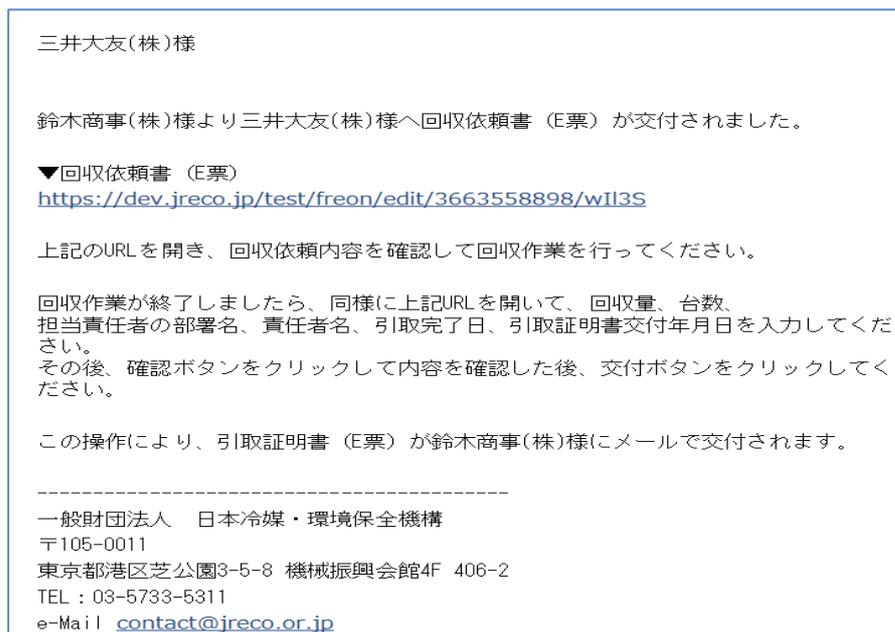 三井大友(株)様
鈴木商事(株)様より三井大友(株)様へ回収依頼書（E票）が交付されました。
▼回収依頼書（E票）
https://dev.jreco.jp/test/freon/edit/3663558898/wIl3S
上記のURLを開き、回収依頼内容を確認して回収作業を行ってください。
回収作業が終了しましたら、同様に上記URLを開いて、回収量、台数、
担当責任者の部署名、責任者名、引取完了日、引取証明書交付年月日を入力してくだ
さい。
その後、確認ボタンをクリックして内容を確認した後、交付ボタンをクリックしてく
ださい。
この操作により、引取証明書（E票）が鈴木商事(株)様にメールで交付されます。
------------------------------------------
一般財団法人　日本冷媒・環境保全機構
〒105-0011
東京都港区芝公園3-5-8 機械振興会館4F 406-2
TEL：03-5733-5311
e-Mail contact@jreco.or.jp